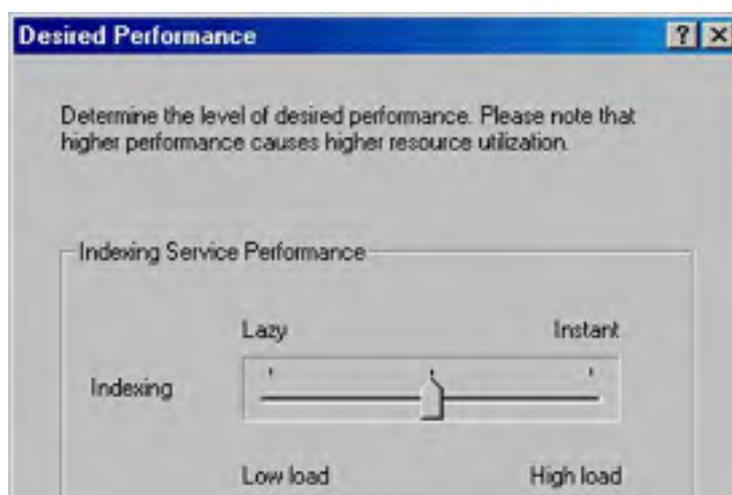 Desired Performance
Determine the level of desired performance. Please note that
higher performance causes higher resource utilization.
Indexing Service Performance
Lazy Instant
Indexing
Low load High load